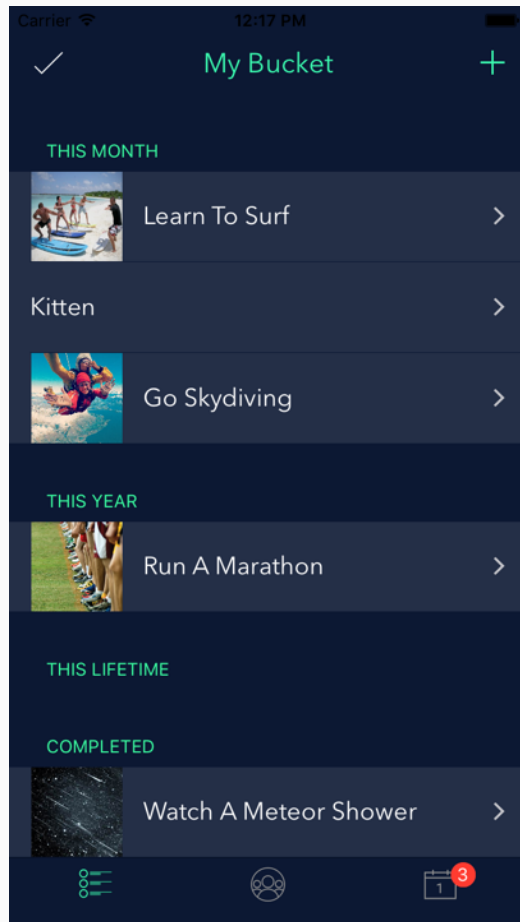 Carrier 12:17 PM
My Bucket
THIS MONTH
Learn To Surf
Kitten
Go Skydiving
THIS YEAR
Run A Marathon
THIS LIFETIME
COMPLETED
Watch A Meteor Shower
1 3